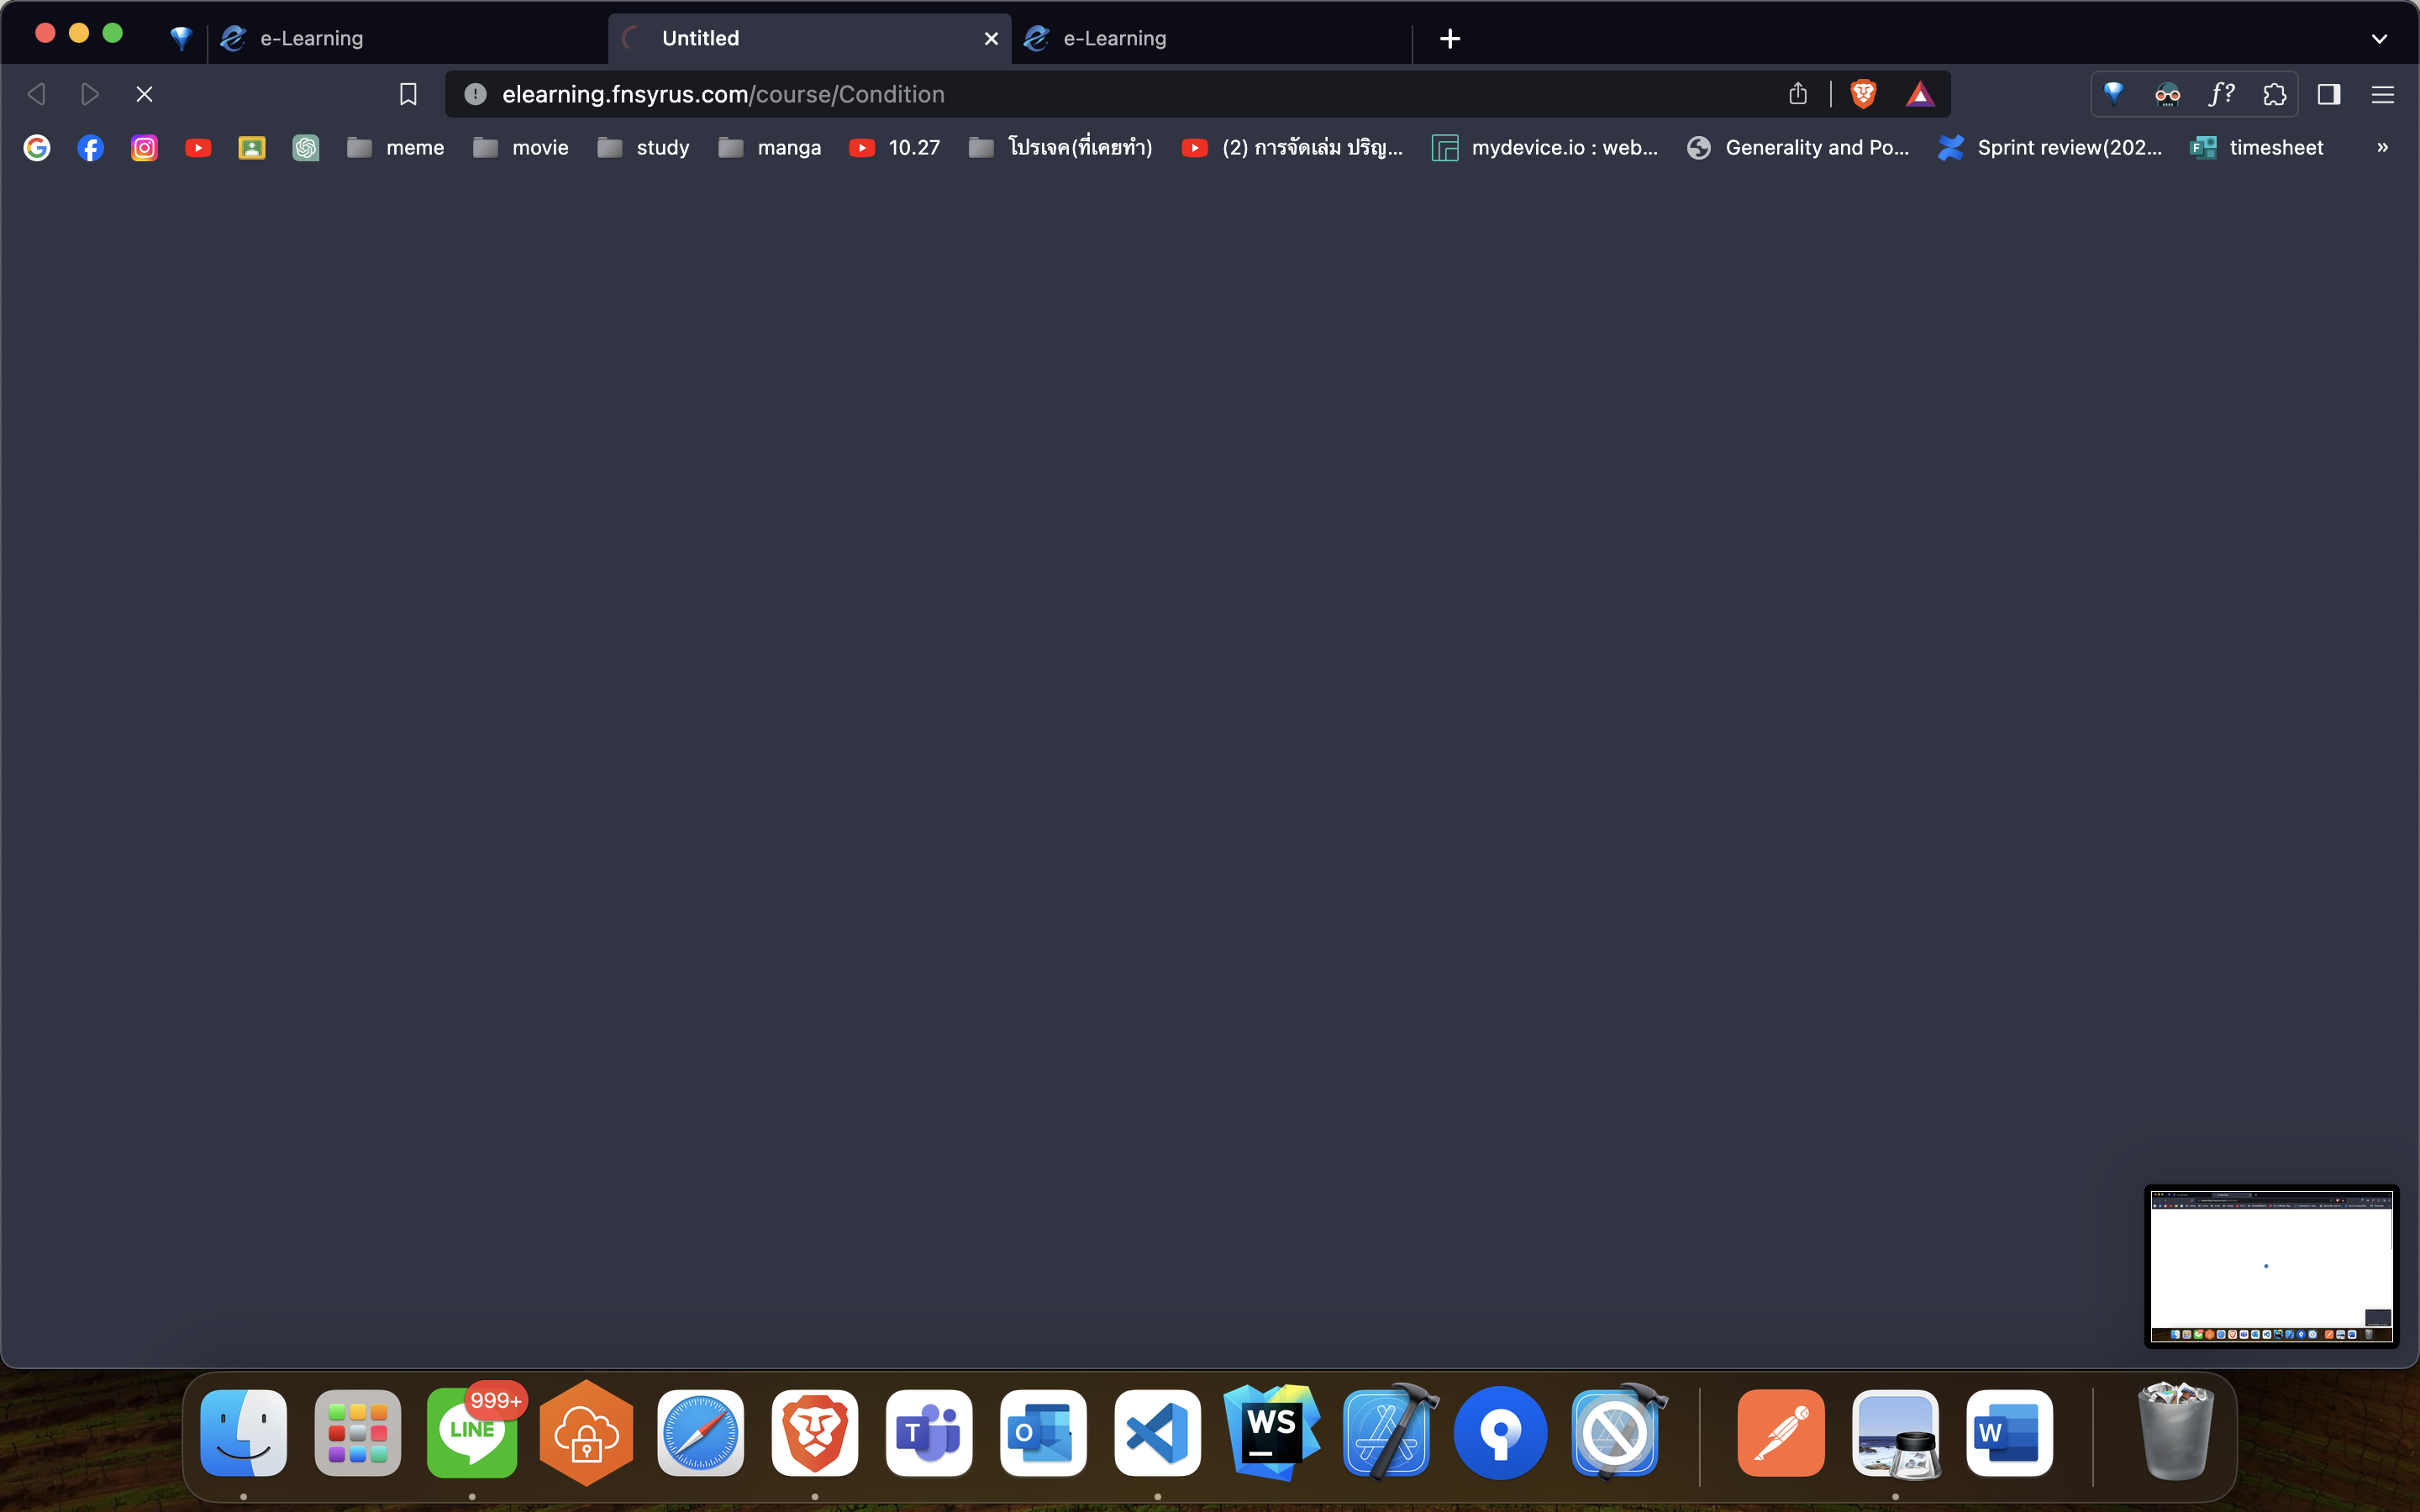 e-Learning
Untitled
e-Learning
elearning.fnsyrus.com/course/Condition
f?
meme
movie
study
manga
10.27
โปรเจค(ที่เคยทำ)
(2) การจัดเล่ม ปริญ...
mydevice.io : web...
Generality and Po...
Sprint review(202...
F
timesheet
»
999+
LINE
T
O
WS
W